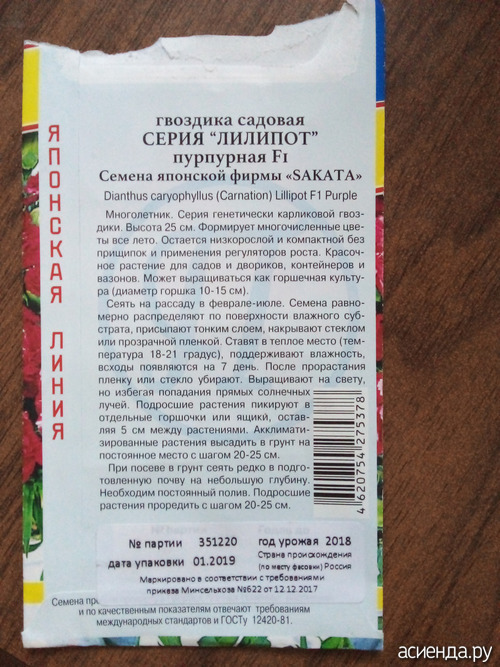 ЯПОНСКАЯ ЛИНИЯ
гвоздика садовая
СЕРИЯ "ЛИЛИПОТ"
пурпурная F1
Семена японской фирмы «SAKATA»
Dianthus caryophyllus (Carnation) Lillipot F1 Purple
Многолетник. Серия генетически карликовой гвоз-
дики. Высота 25 см. Формирует многочисленные цве-
ты все лето. Остается низкорослой и компактной без
прищипок и применения регуляторов роста. Красоч-
ное растение для садов и двориков, контейнеров и
вазонов. Может выращиваться как горшечная культу-
ра (диаметр горшка 10-15 см).
Сеять на рассаду в феврале-июле. Семена равно-
мерно распределяют по поверхности влажного суб-
страта, присыпают тонким слоем, накрывают стеклом
или прозрачной пленкой. Ставят в теплое место (тем-
пература 18-21 градус), поддерживают влажность,
всходы появляются на 7 день. После прорастания
пленку или стекло убирают. Выращивают на свету,
но избегая попадания прямых солнечных
лучей. Подросшие растения пикируют в
отдельные горшочки или ящики, остав-
ляя 5 см между растениями. Акклимати-
зированные растения высадить в грунт на
постоянное место с шагом 20-25 см.
При посеве в грунт сеять редко в подго-
товленную почву на небольшую глубину.
Необходим постоянный полив. Подросшие
растения проредить с шагом 20-25 см.
4 620754 275378
№ партии 351220 год урожая 2018
дата упаковки 01.2019 Страна происхождения
(по месту фасовки) Россия
Маркировано в соответствии с требованиями
приказа Минсельхоза №622 от 12.12.2017
Семена
и по качественным показателям отвечают требованиям
международных стандартов и ГОСТу 12420-81.
асиенда.ру